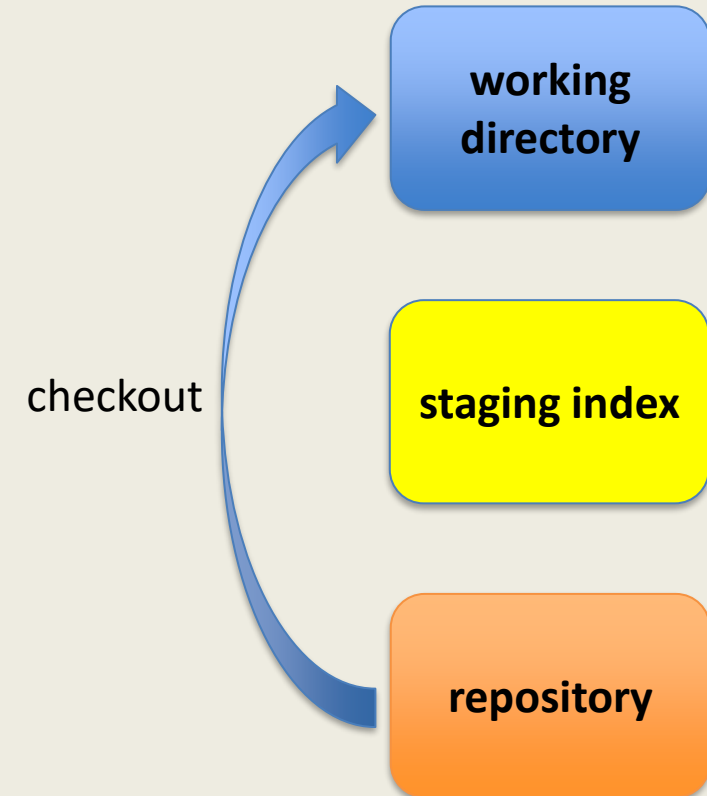 working
directory
checkout
staging index
repository